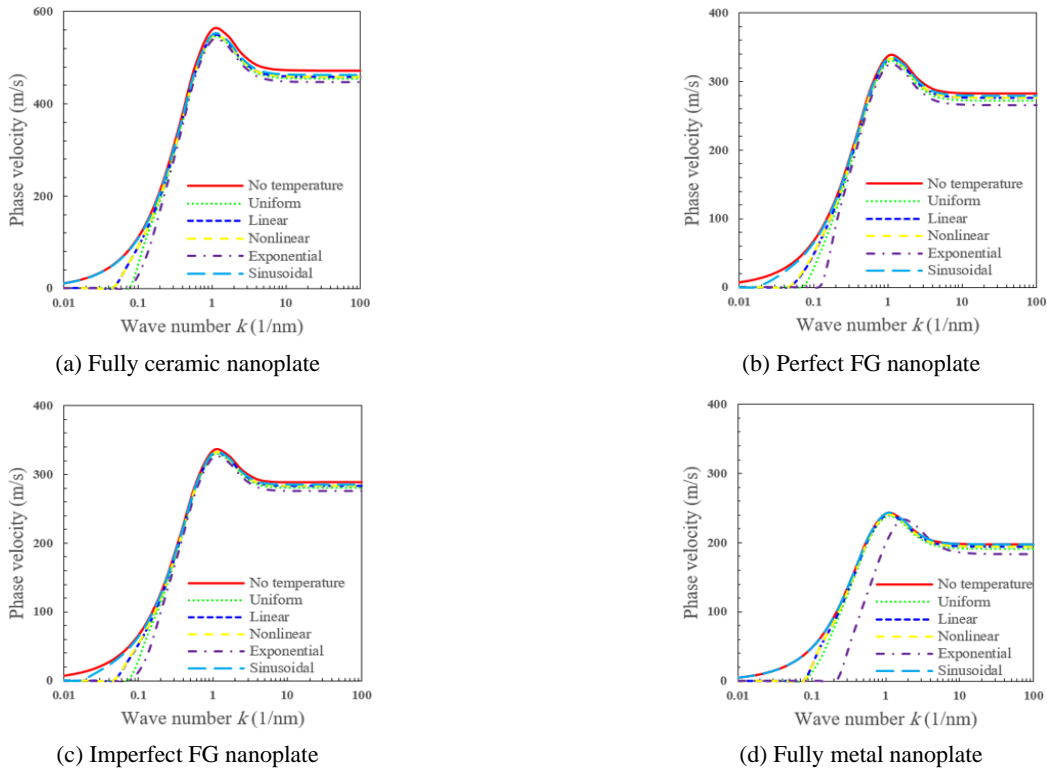 600
400
200
0
Phase velocity (m/s)
No temperature
Uniform
Linear
Nonlinear
Exponential
Sinusoidal
0.01 0.1 1 10 100
Wave number k (1/nm)
(a) Fully ceramic nanoplate
400
300
200
100
0
Phase velocity (m/s)
No temperature
Uniform
Linear
Nonlinear
Exponential
Sinusoidal
0.01 0.1 1 10 100
Wave number k (1/nm)
(b) Perfect FG nanoplate
400
300
200
100
0
Phase velocity (m/s)
No temperature
Uniform
Linear
Nonlinear
Exponential
Sinusoidal
0.01 0.1 1 10 100
Wave number k (1/nm)
(c) Imperfect FG nanoplate
400
300
200
100
0
Phase velocity (m/s)
No temperature
Uniform
Linear
Nonlinear
Exponential
Sinusoidal
0.01 0.1 1 10 100
Wave number k (1/nm)
(d) Fully metal nanoplate